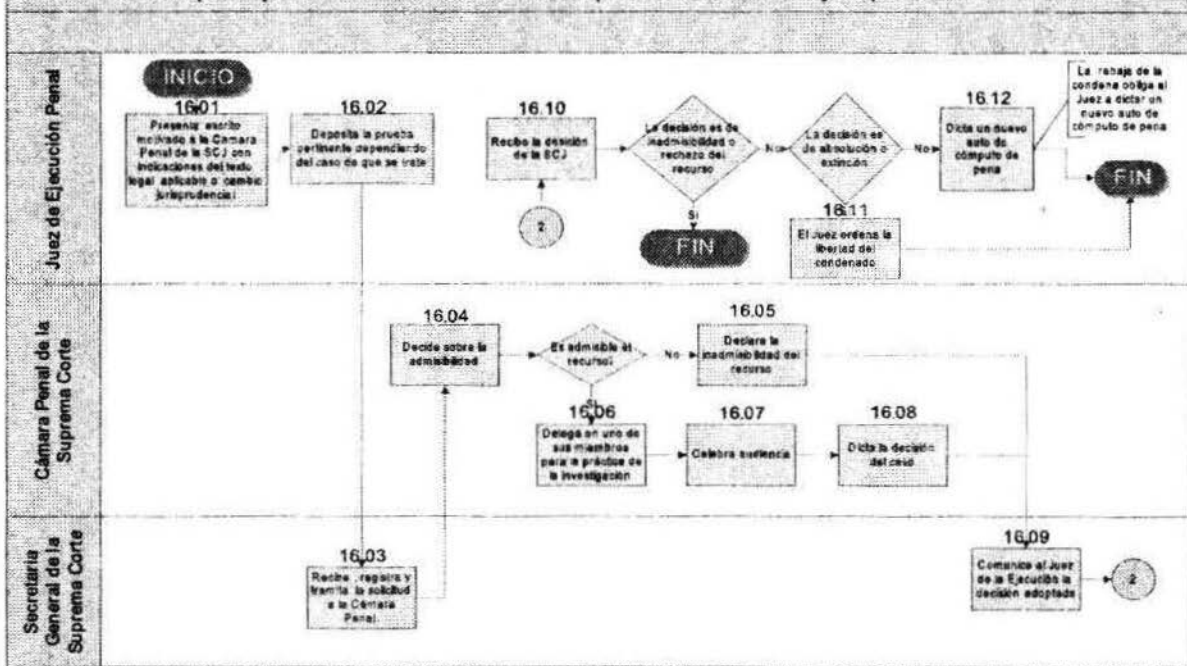 Juez de Ejecución Penal
INICIO
16.01
Presenta escrito
motivado a la Cámara
Penal de la SCJ con
indicaciones del texto
legal aplicable o cambio
jurisprudencial
16.02
Deposita la prueba
pertinente dependiendo
del caso de que se trate
16.10
Recibe la decisión
de la SCJ
2
La decisión es de
inadmisibilidad o
rechazo del
recurso
No
Si
FIN
La decisión es
de absolución o
extinción
No
16.11
El Juez ordena la
libertad del
condenado
16.12
Dicta un nuevo
auto de
cómputo de
pena
La rebaja de la
condena obliga al
Juez a dictar un
nuevo auto de
cómputo de pena
FIN
Cámara Penal de la
Suprema Corte
16.04
Decide sobre la
admisibilidad
Es admisible el
recurso?
No
Si
16.05
Declara la
inadmisibilidad del
recurso
16.06
Delega en uno de
sus miembros
para la práctica de
la investigación
16.07
Celebra audiencia
16.08
Dicta la decisión
del caso
Secretaria
General de la
Suprema Corte
16.03
Recibe, registra y
tramita la solicitud
a la Cámara
Penal.
16.09
Comunica al Juez
de la Ejecución la
decisión adoptada
2